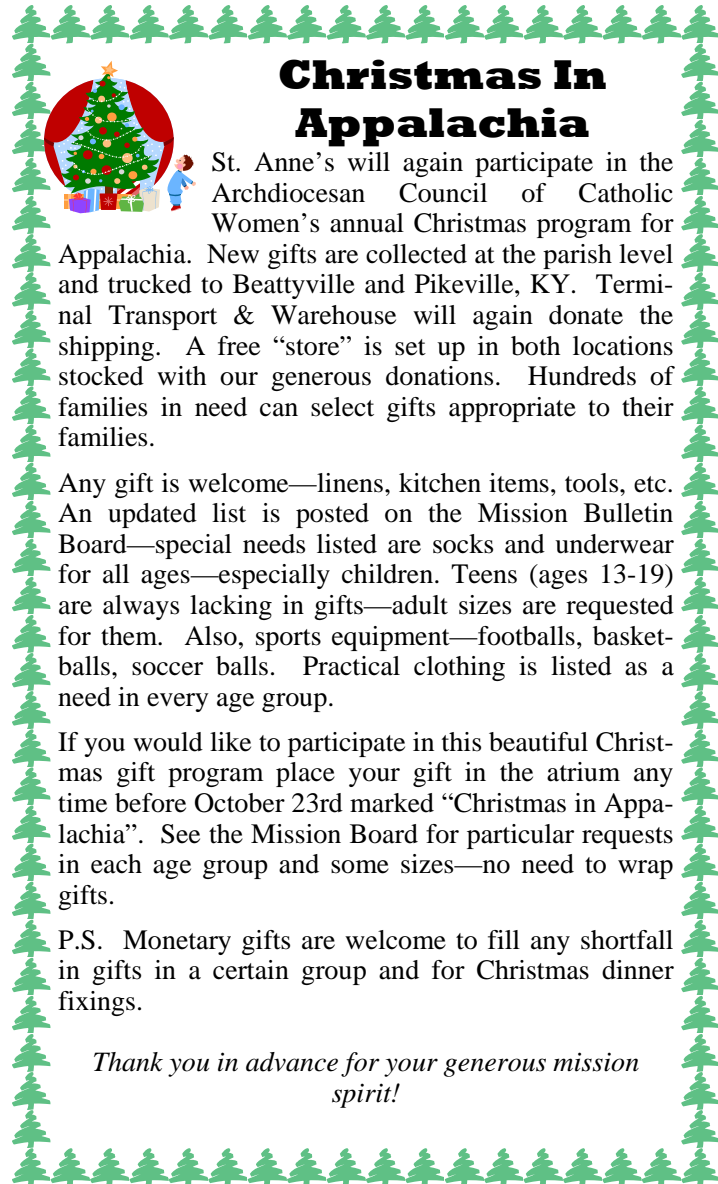 Christmas In
Appalachia
St. Anne’s will again participate in the
Archdiocesan Council of Catholic
Women’s annual Christmas program for
Appalachia. New gifts are collected at the parish level
and trucked to Beattyville and Pikeville, KY. Termi-
nal Transport & Warehouse will again donate the
shipping. A free “store” is set up in both locations
stocked with our generous donations. Hundreds of
families in need can select gifts appropriate to their
families.
Any gift is welcome—linens, kitchen items, tools, etc.
An updated list is posted on the Mission Bulletin
Board—special needs listed are socks and underwear
for all ages—especially children. Teens (ages 13-19)
are always lacking in gifts—adult sizes are requested
for them. Also, sports equipment—footballs, basket-
balls, soccer balls. Practical clothing is listed as a
need in every age group.
If you would like to participate in this beautiful Christ-
mas gift program place your gift in the atrium any
time before October 23rd marked “Christmas in Appa-
lachia”. See the Mission Board for particular requests
in each age group and some sizes—no need to wrap
gifts.
P.S. Monetary gifts are welcome to fill any shortfall
in gifts in a certain group and for Christmas dinner
fixings.
Thank you in advance for your generous mission
spirit!